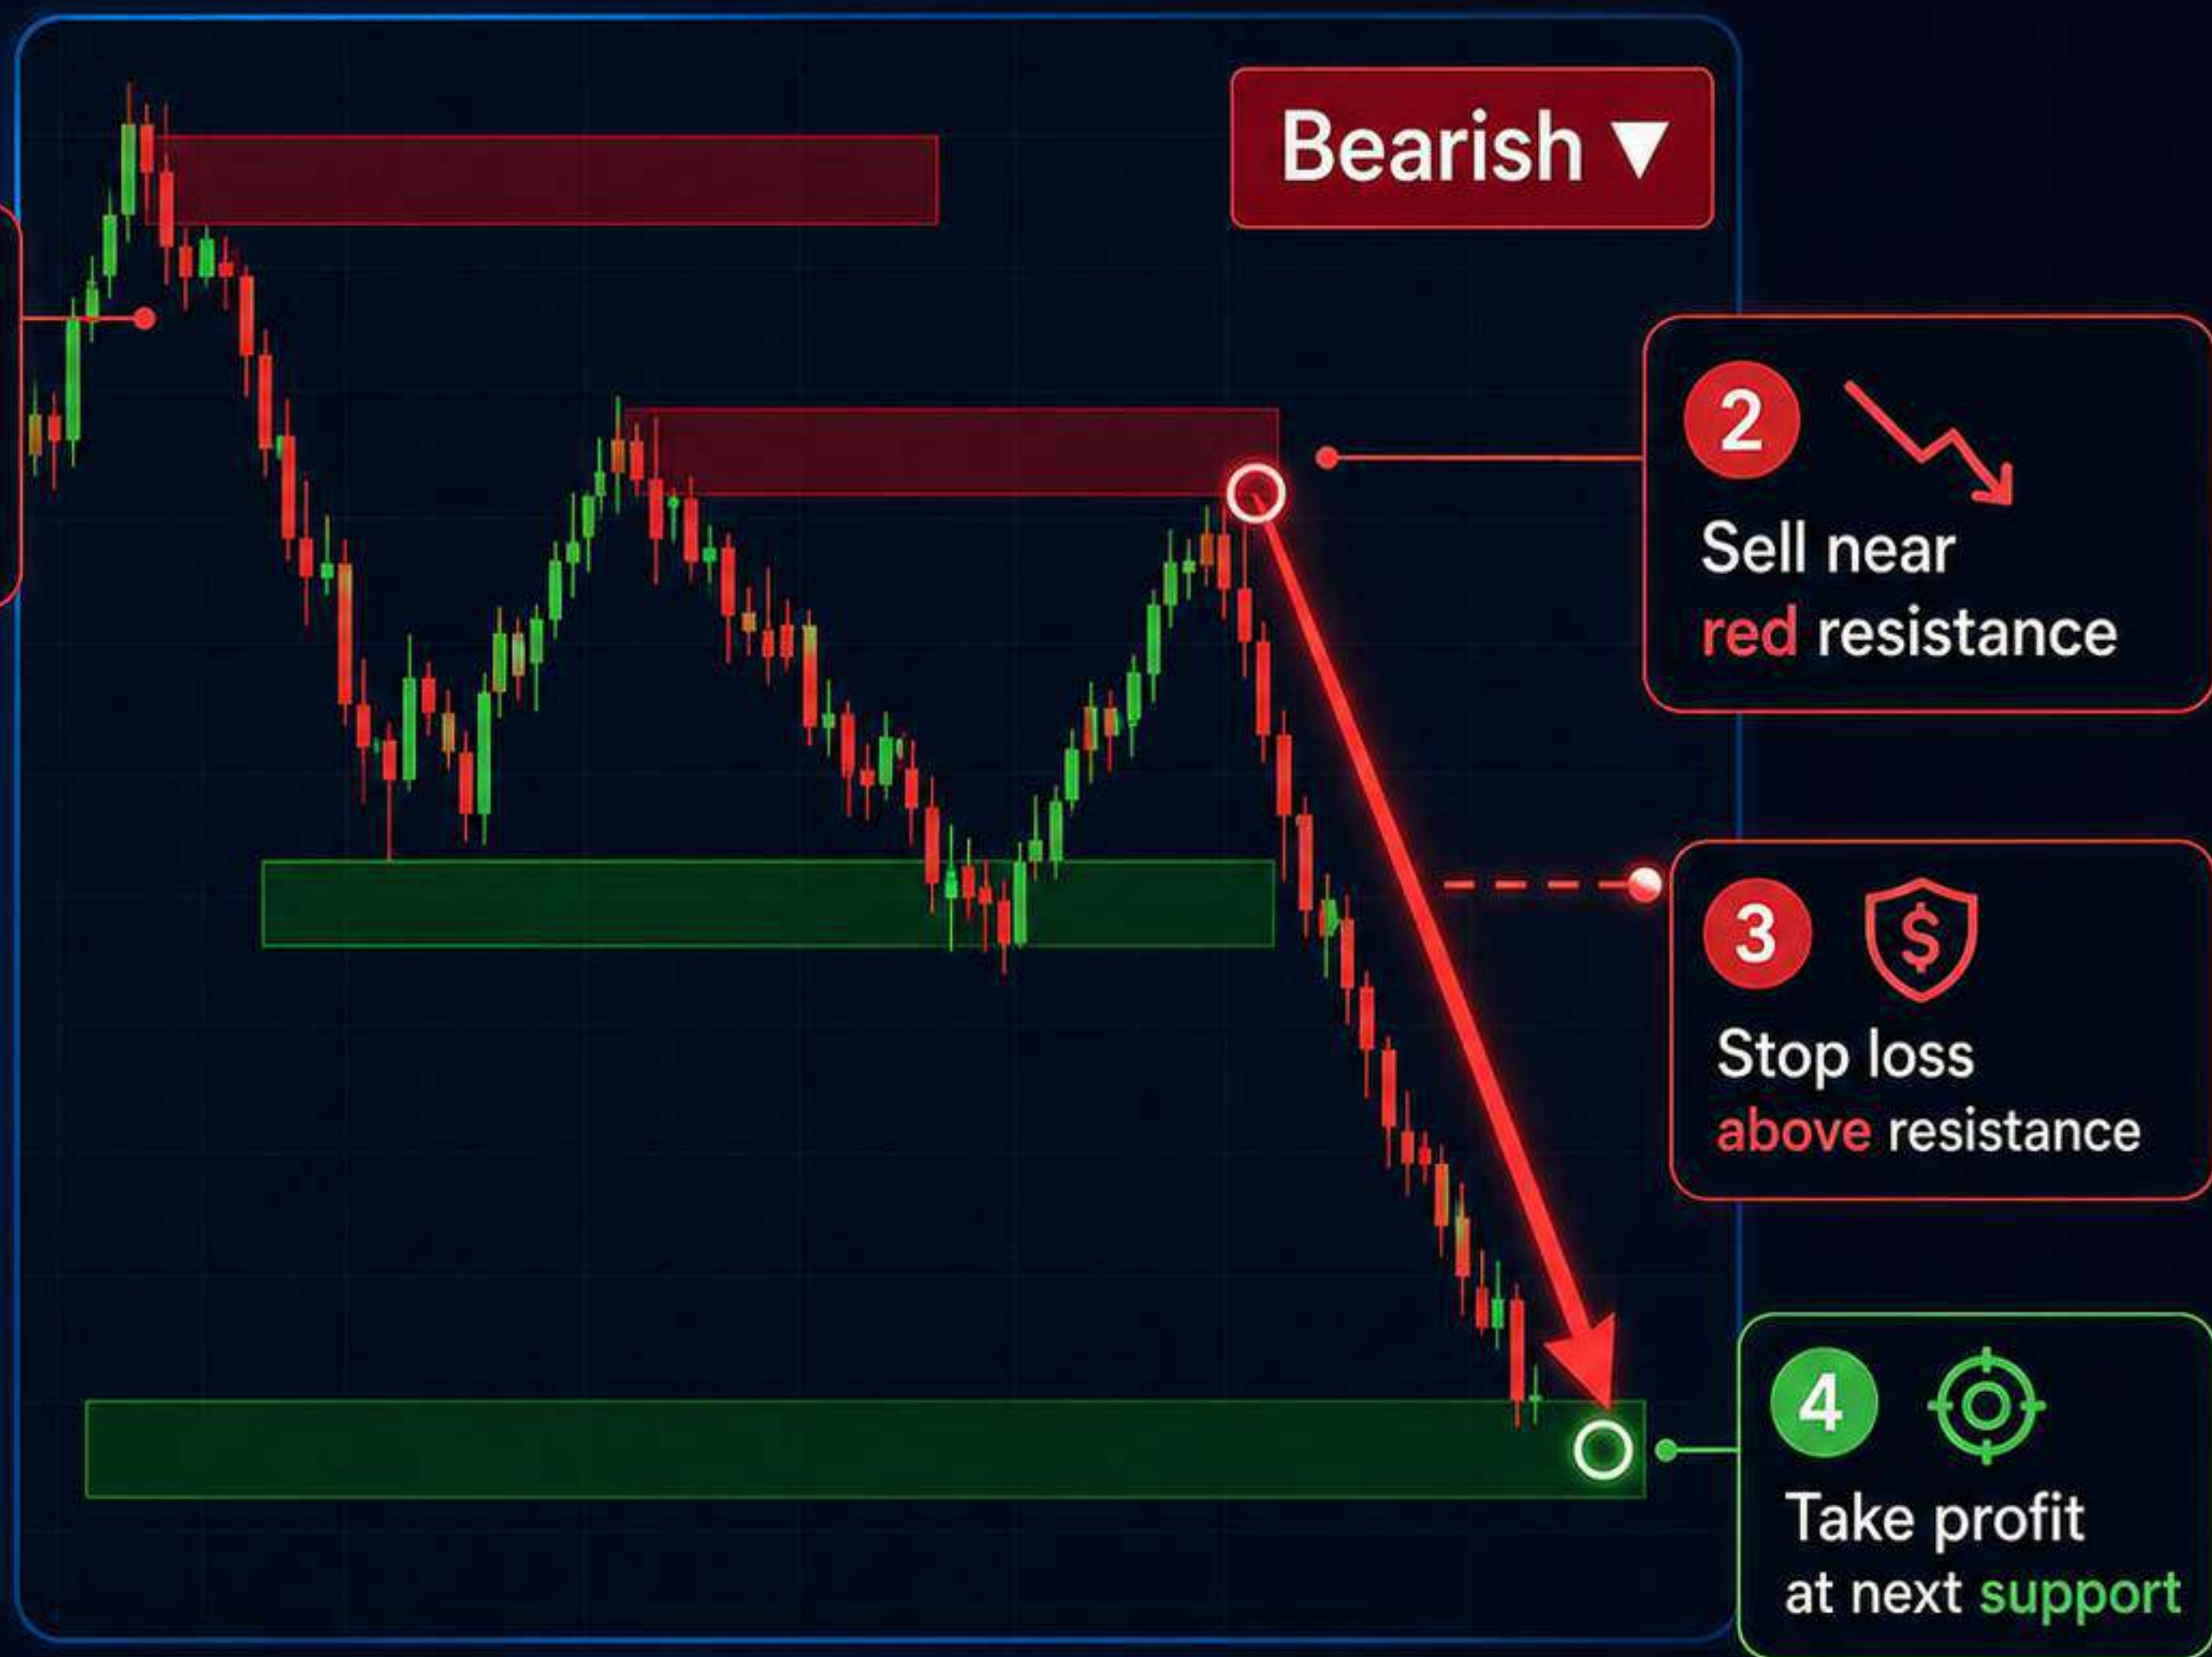 Bearish ▼
2
Sell near
red resistance
3
$
Stop loss
above resistance
4
Take profit
at next support